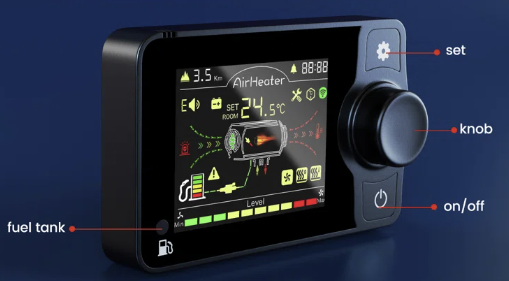 set
3.5 Km
AirHeater
88:88
E
SET
ROOM
24.5°C
knob
on/off
fuel tank
Level
Min
Max